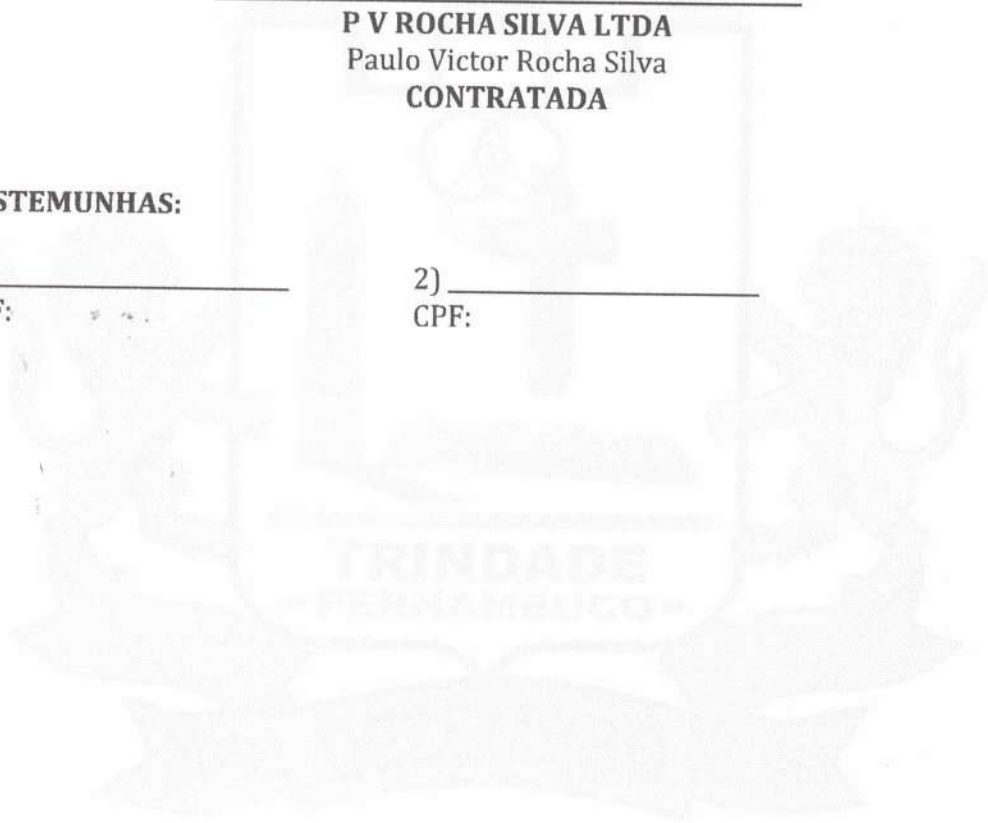 P V ROCHA SILVA LTDA
Paulo Victor Rocha Silva
CONTRATADA
STEMUNHAS:
2)
CPF:
TRINDADE
-PERNAMBUCO-